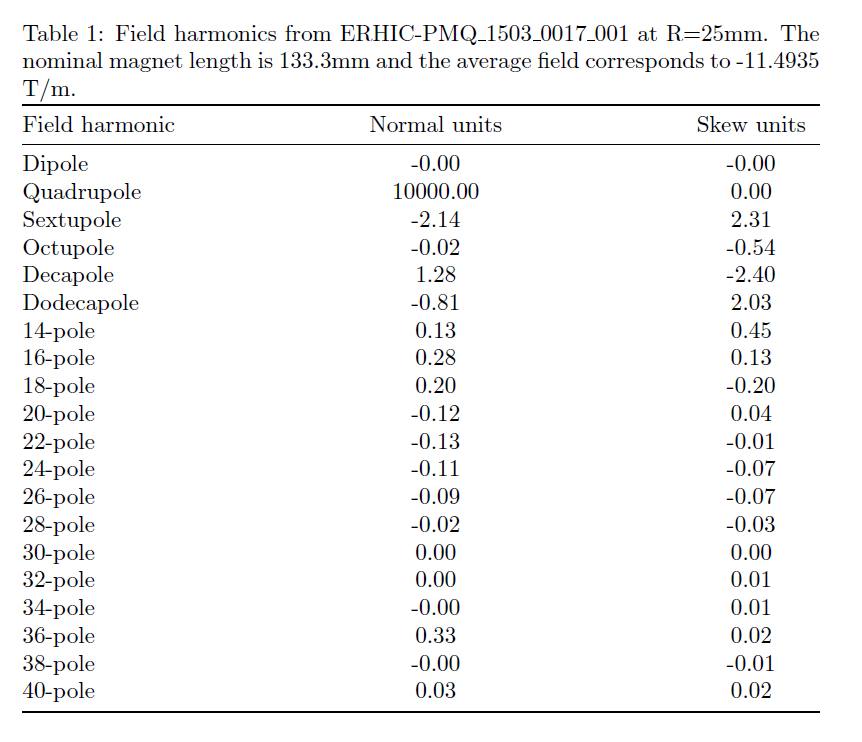 Table 1: Field harmonics from ERHIC-PMQ_1503_0017_001 at R=25mm. The
nominal magnet length is 133.3mm and the average field corresponds to -11.4935
T/m.
Field harmonic Normal units Skew units
Dipole -0.00 -0.00
Quadrupole 10000.00 0.00
Sextupole -2.14 2.31
Octupole -0.02 -0.54
Decapole 1.28 -2.40
Dodecapole -0.81 2.03
14-pole 0.13 0.45
16-pole 0.28 0.13
18-pole 0.20 -0.20
20-pole -0.12 0.04
22-pole -0.13 -0.01
24-pole -0.11 -0.07
26-pole -0.09 -0.07
28-pole -0.02 -0.03
30-pole 0.00 0.00
32-pole 0.00 0.01
34-pole -0.00 0.01
36-pole 0.33 0.02
38-pole -0.00 -0.01
40-pole 0.03 0.02